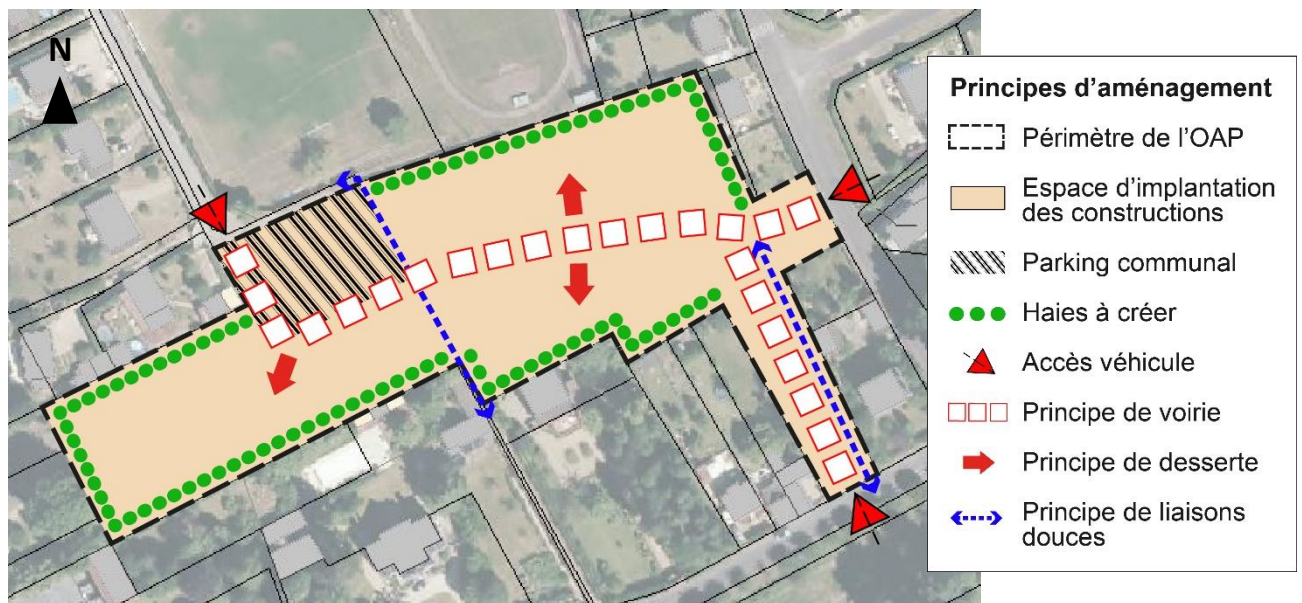 N
Principes d’aménagement
Périmètre de l’OAP
Espace d’implantation
des constructions
Parking communal
Haies à créer
Accès véhicule
Principe de voirie
Principe de desserte
Principe de liaisons
douces